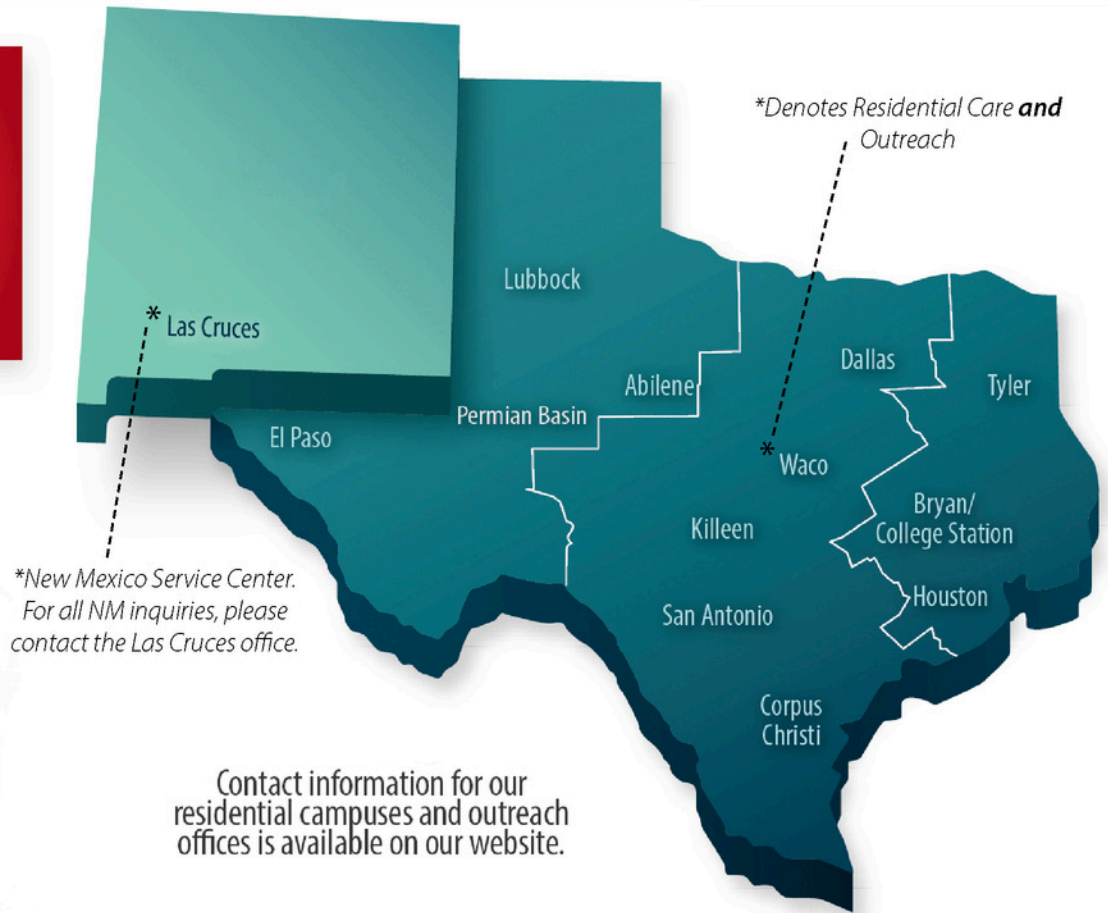 *Denotes Residential Care and
Outreach
Lubbock
* Las Cruces
Dallas
Abilene
Tyler
Permian Basin
El Paso
* Waco
Bryan/
College Station
Killeen
*New Mexico Service Center.
For all NM inquiries, please
contact the Las Cruces office.
Houston
San Antonio
Corpus
Christi
Contact information for our
residential campuses and outreach
offices is available on our website.